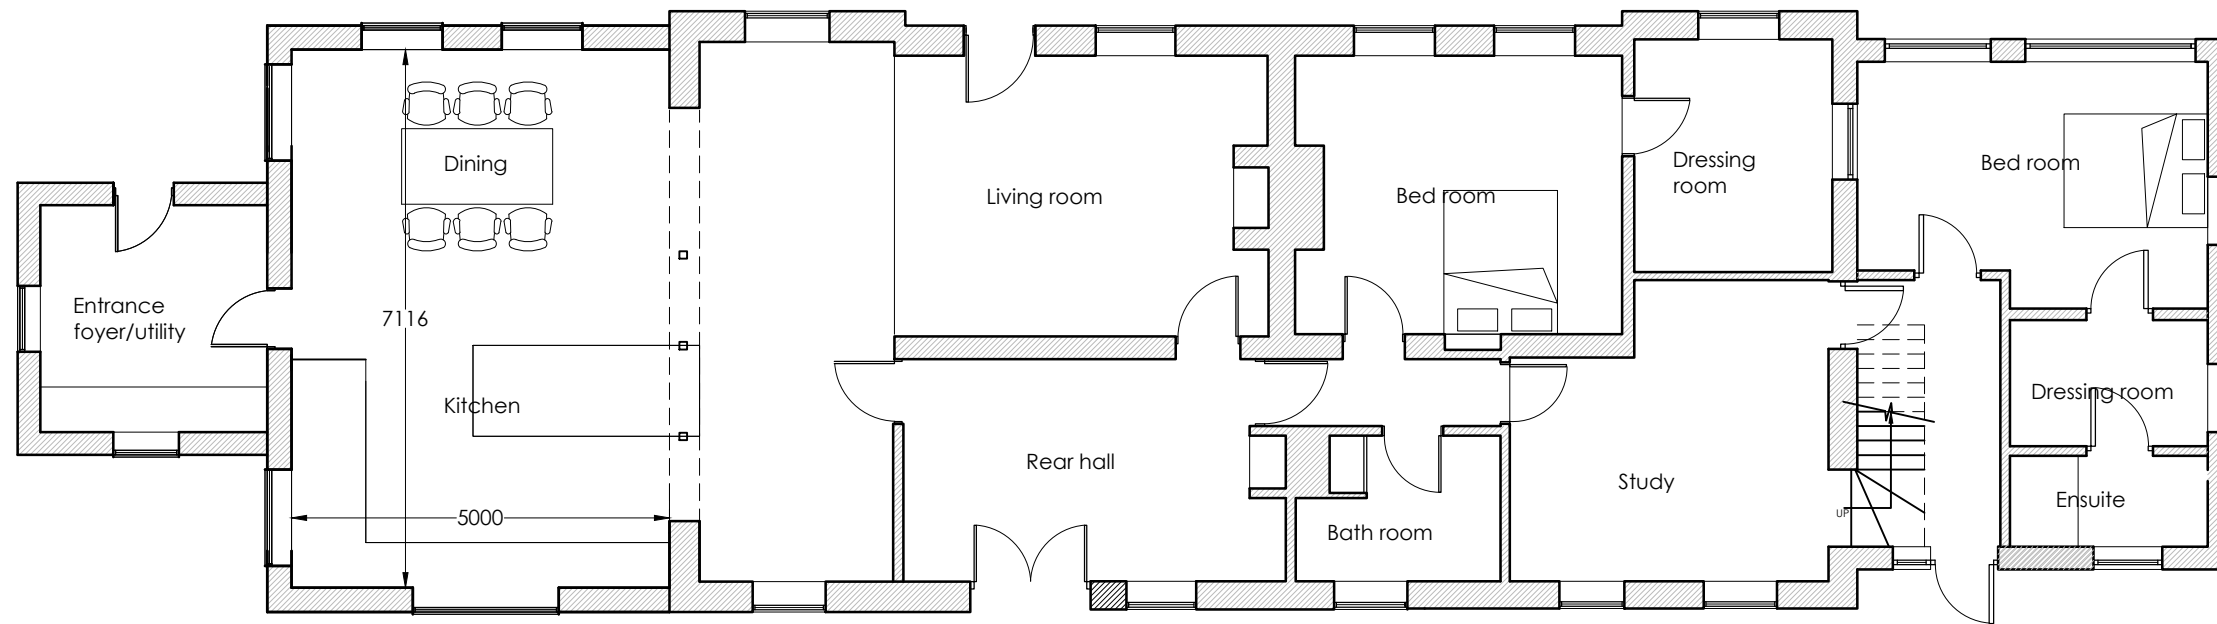 Dining
Living room
Bed room
Dressing
room
Bed room
Entrance
foyer/utility
7116
Kitchen
Dressing room
Rear hall
Study
Ensuite
5000
UP
Bath room